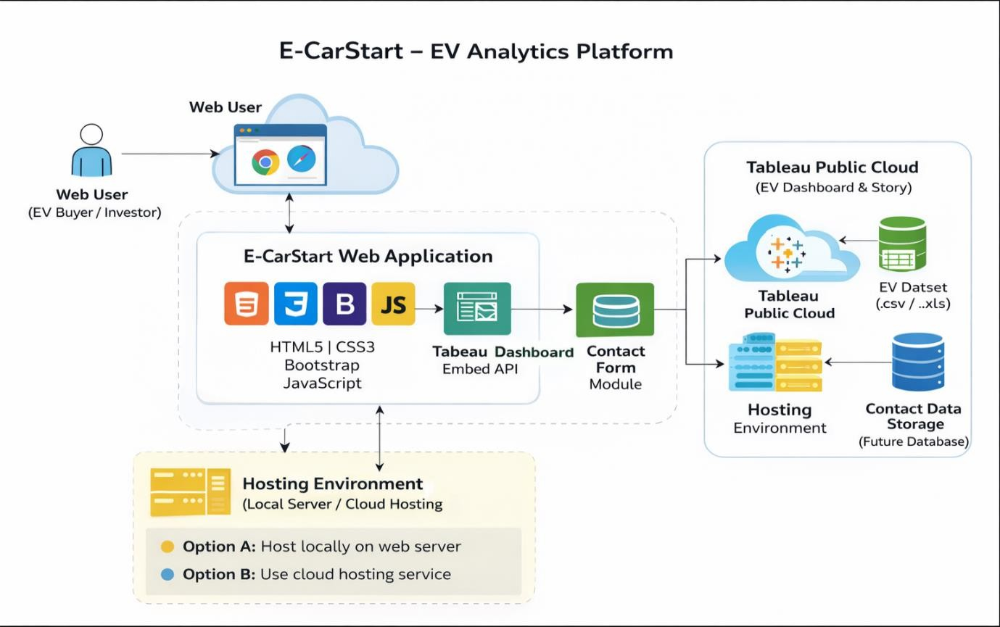 E-CarStart – EV Analytics Platform
Web User
Web User
(EV Buyer / Investor)
E-CarStart Web Application
B
JS
HTML5 | CSS3
Bootstrap
JavaScript
Tabeau Dashboard
Embed API
Contact
Form
Module
Tableau Public Cloud
(EV Dashboard & Story)
Tableau
Public Cloud
EV Datset
(.csv / ..xls)
Hosting
Environment
Contact Data
Storage
(Future Database)
Hosting Environment
(Local Server / Cloud Hosting
Option A: Host locally on web server
Option B: Use cloud hosting service